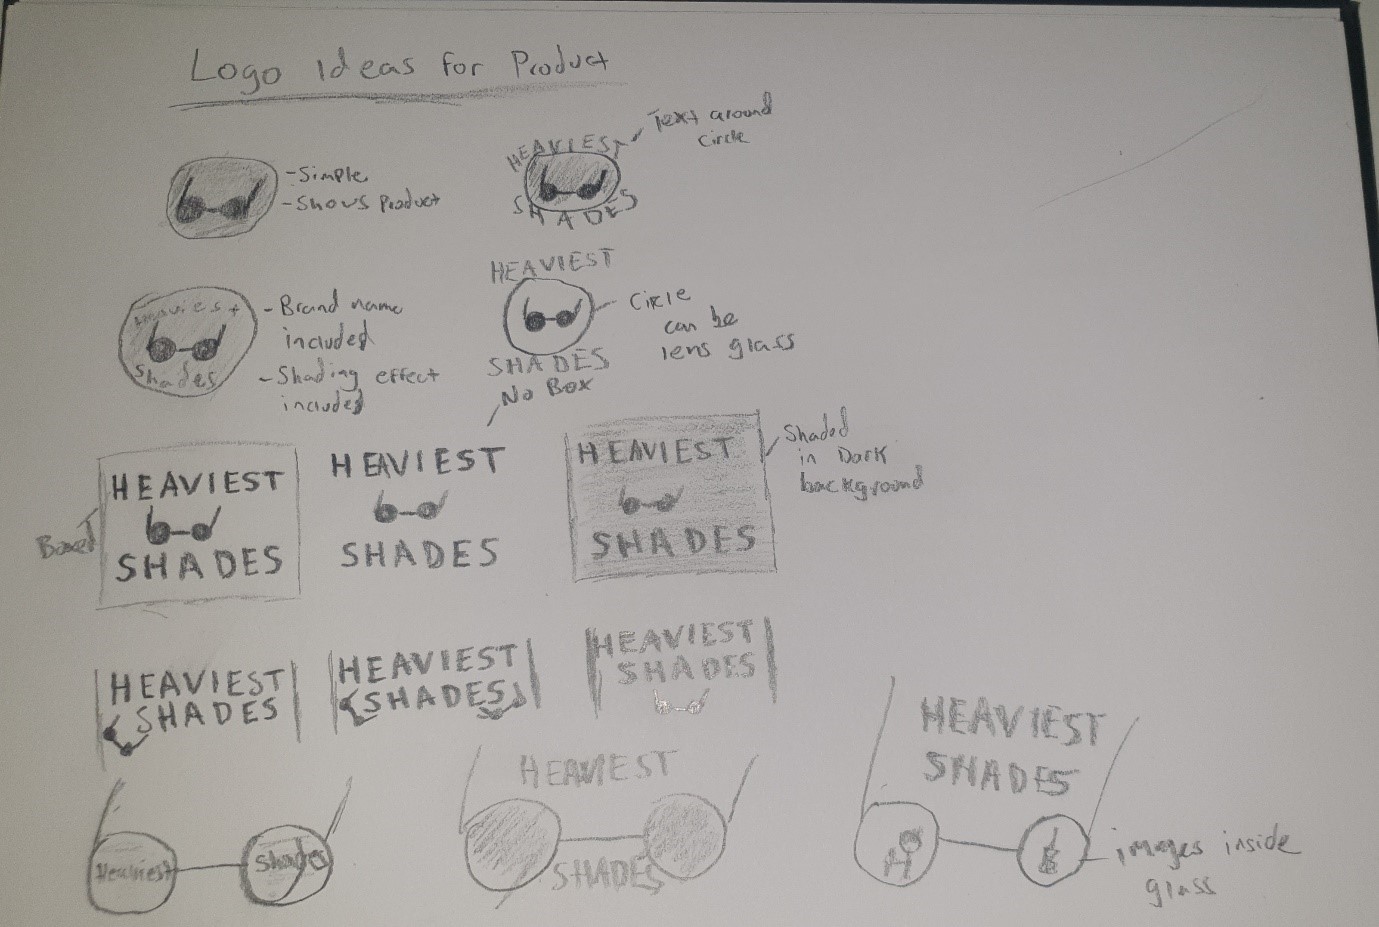 Logo Ideas for Product
- Simple
- Shows Product
HEAVIEST
SHADES
Text around
circle
Heaviest
Shades
- Brand name
included
- Shading effect
included
HEAVIEST
SHADES
Circle
can be
lens glass
No Box
HEAVIEST
SHADES
Boxed
HEAVIEST
SHADES
HEAVIEST
SHADES
Shaded
in Dark
background
HEAVIEST
SHADES
HEAVIEST
SHADES
HEAVIEST
SHADES
Heaviest
Shades
HEAVIEST
SHADES
HEAVIEST
SHADES
images inside
glass